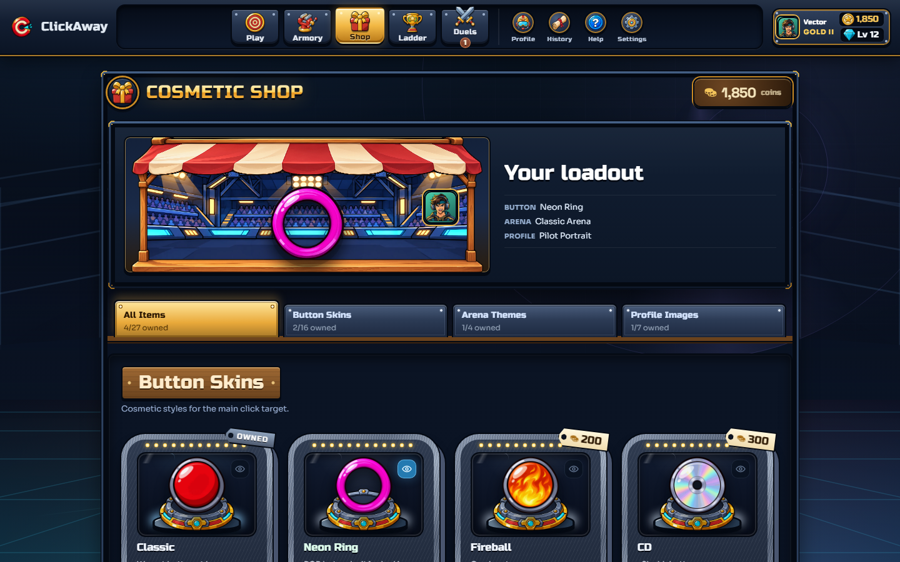 ClickAway
Play
Armory
Shop
Ladder
Duels
1
Profile
History
Help
Settings
Vector
GOLD II
1,850
Lv 12
COSMETIC SHOP
1,850 coins
Your loadout
BUTTON Neon Ring
ARENA Classic Arena
PROFILE Pilot Portrait
All Items
4/27 owned
Button Skins
2/16 owned
Arena Themes
1/4 owned
Profile Images
1/7 owned
Button Skins
Cosmetic styles for the main click target.
OWNED
200
300
Classic
Neon Ring
Fireball
CD